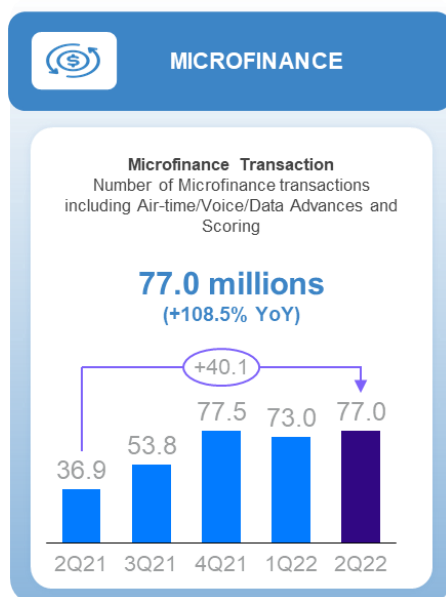 $
MICROFINANCE
Microfinance Transaction
Number of Microfinance transactions
including Air-time/Voice/Data Advances and
Scoring
77.0 millions
(+108.5% YoY)
+40.1
36.9 53.8 77.5 73.0 77.0
2Q21 3Q21 4Q21 1Q22 2Q22